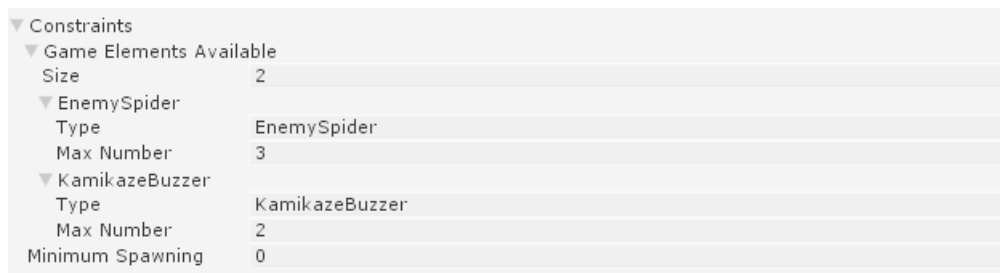 Constraints
Game Elements Available
Size 2
EnemySpider
Type EnemySpider
Max Number 3
KamikazeBuzzer
Type KamikazeBuzzer
Max Number 2
Minimum Spawning 0